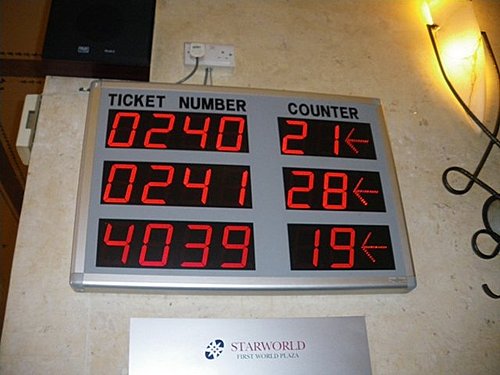 TICKET NUMBER COUNTER
0240 21
0241 28
4039 19
STARWORLD
FIRST WORLD PLAZA